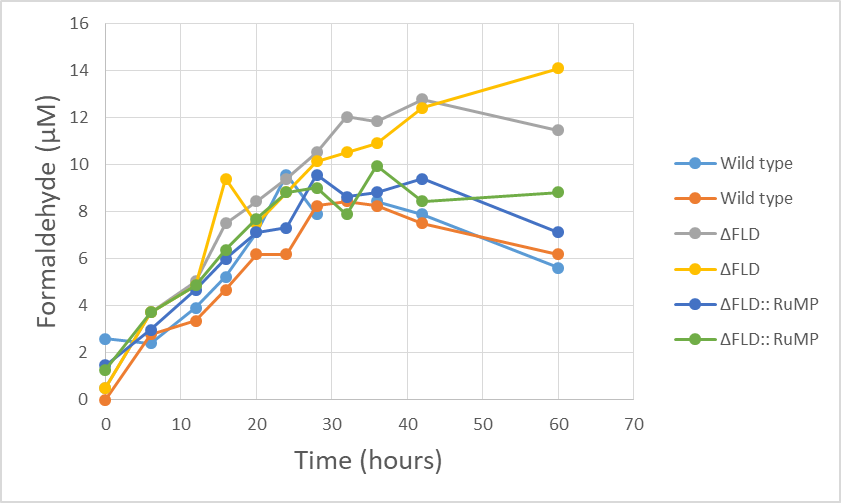 16
14
12
10
8
6
4
2
0
Formaldehyde (µM)
0 10 20 30 40 50 60 70
Time (hours)
Wild type
Wild type
ΔFLD
ΔFLD
ΔFLD:: RuMP
ΔFLD:: RuMP